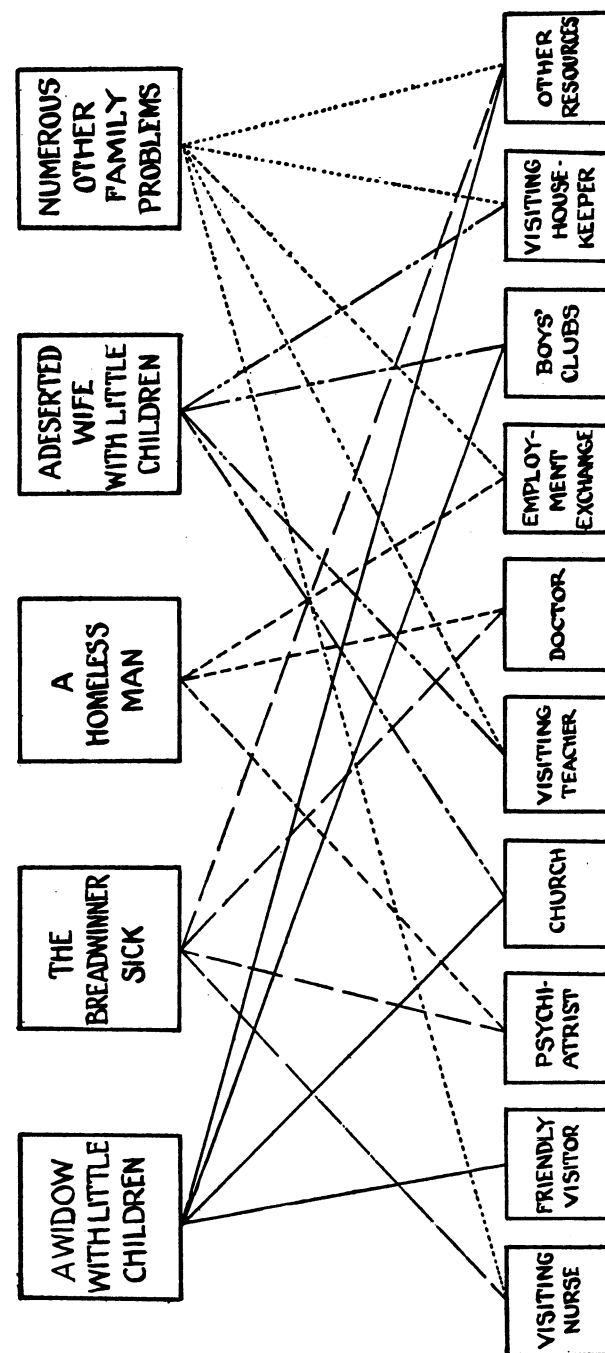 A WIDOW
WITH LITTLE
CHILDREN
THE
BREADWINNER
SICK
A
HOMELESS
MAN
A DESERTED
WIFE
WITH LITTLE
CHILDREN
NUMEROUS
OTHER
FAMILY
PROBLEMS
VISITING
NURSE
FRIENDLY
VISITOR
PSYCHI-
ATRIST
CHURCH
VISITING
TEACHER
DOCTOR
EMPLOY-
MENT
EXCHANGE
BOYS'
CLUBS
VISITING
HOUSE-
KEEPER
OTHER
RESOURCES